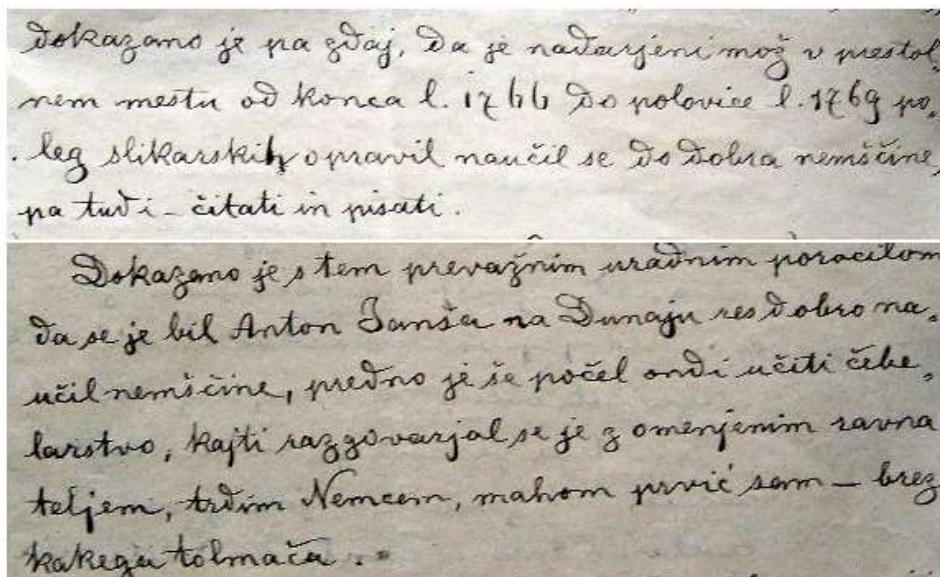 dokazano je pa zdaj, da je nadarjeni mož v prestol„
nem mestu od konca l. 1766 do polovice l. 1769 po„
leg slikarskih opravil naučil se do dobra nemščine,
pa tudi – čitati in pisati.
Dokazano je s tem prevažnim uradnim poročilom
da se je bil Anton Janša na Dunaju res dobro na„
učil nemščine, predno je še počel ondi učiti čebe„
larstvo, kajti razgovarjal se je z omenjenim ravna
teljem, trdim Nemcem, mahom prvič sam – brez
kakega tolmača."